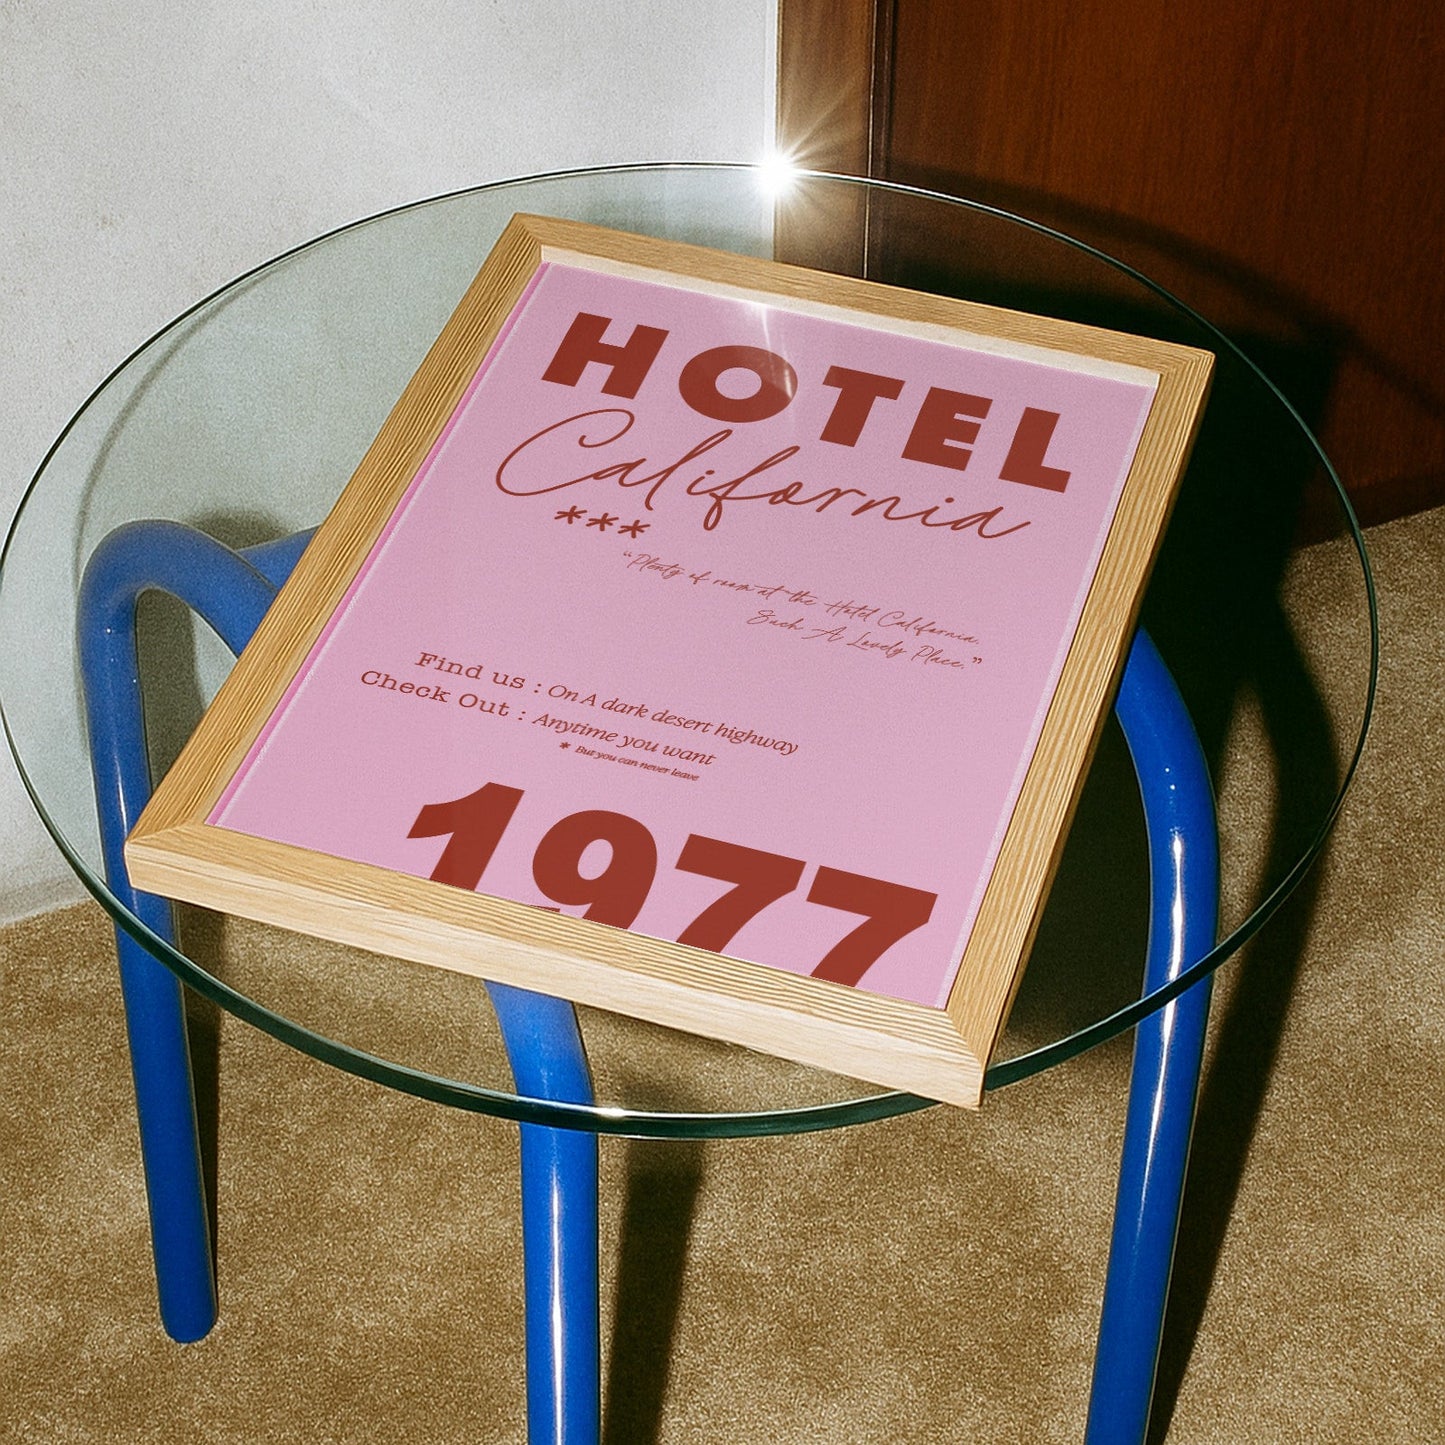 HOTEL
California
***
“Plenty of room at the Hotel California.
Such A Lovely Place.”
Find us : On A dark desert highway
Check Out : Anytime you want
* But you can never leave
1977